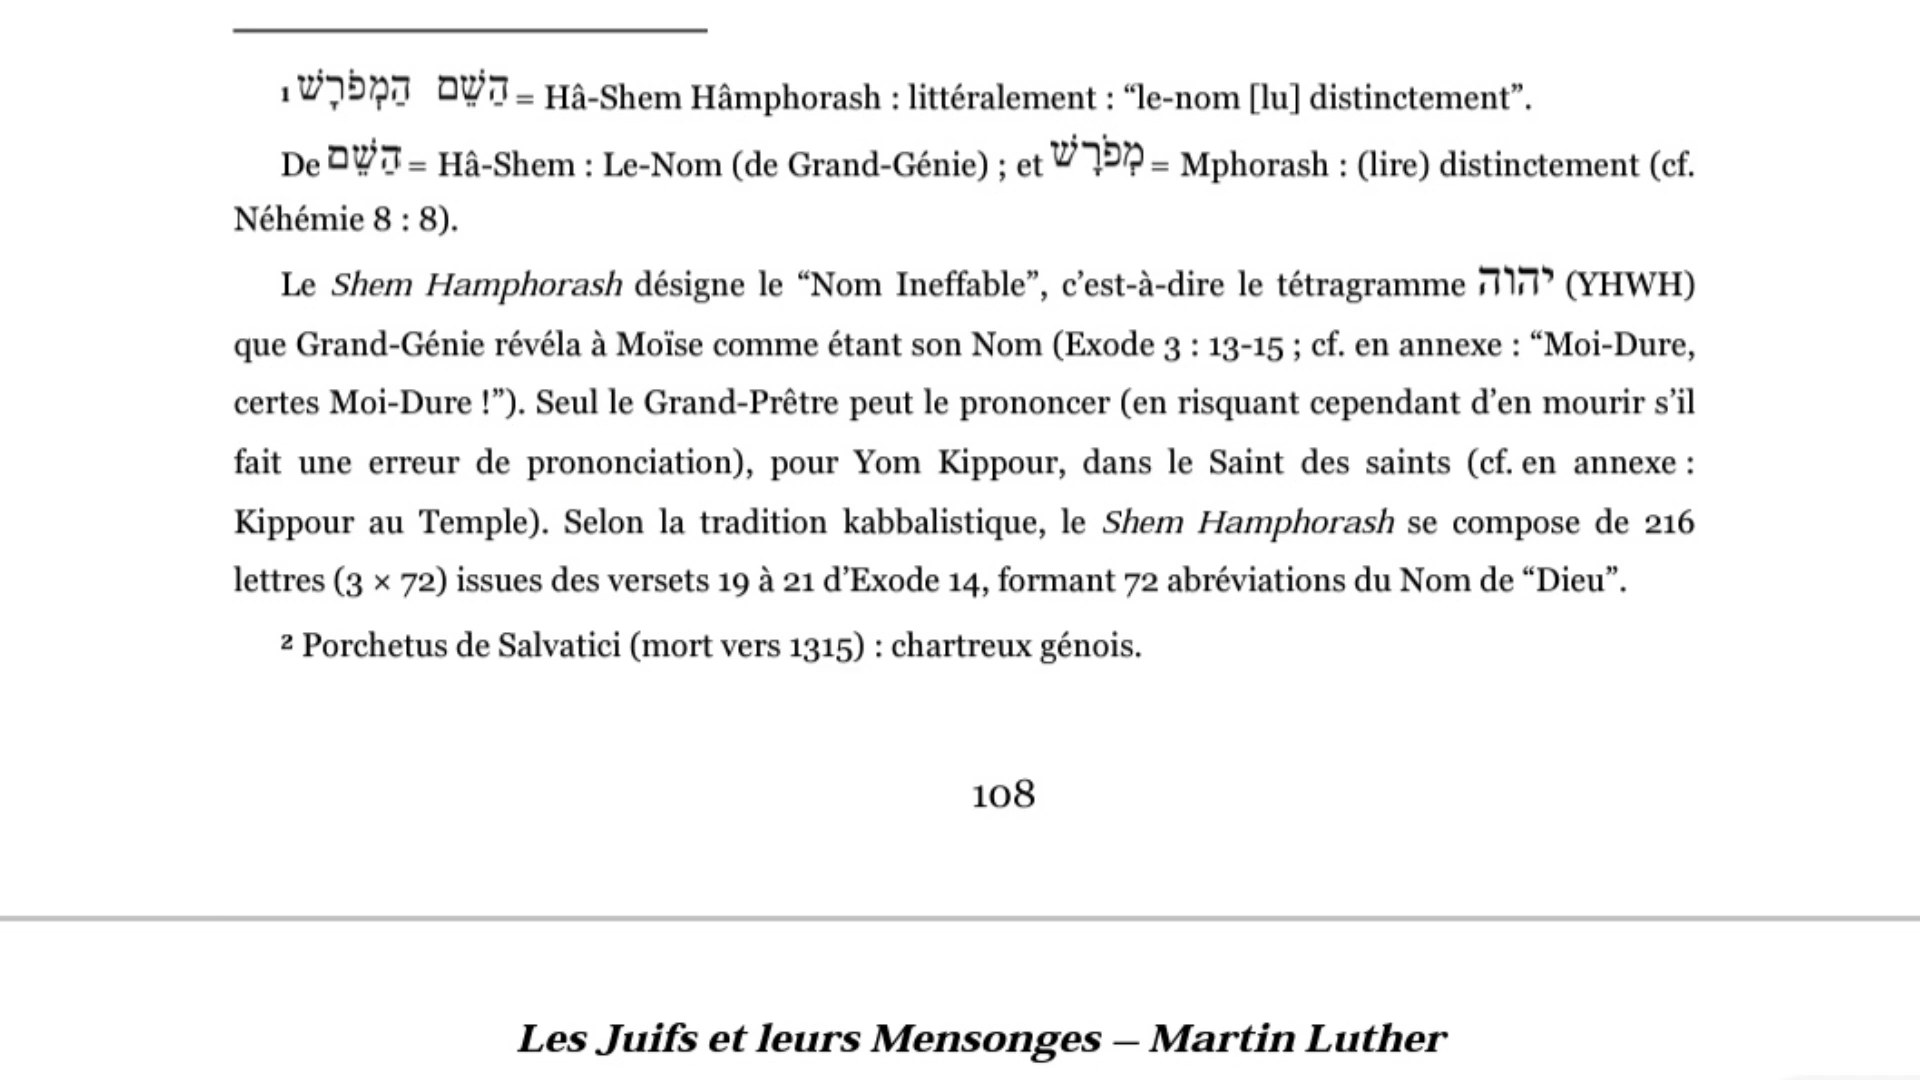 1 הַשֵּׁם הַמְפֹרָשׁ = Hâ-Shem Hâmphorash : littéralement : “le-nom [lu] distinctement”.
De הַשֵּׁם = Hâ-Shem : Le-Nom (de Grand-Génie) ; et מְפֹרָשׁ = Mphorash : (lire) distinctement (cf.
Néhémie 8 : 8).
Le Shem Hamphorash désigne le “Nom Ineffable”, c’est-à-dire le tétragramme יהוה (YHWH)
que Grand-Génie révéla à Moïse comme étant son Nom (Exode 3 : 13-15 ; cf. en annexe : “Moi-Dure,
certes Moi-Dure !”). Seul le Grand-Prêtre peut le prononcer (en risquant cependant d’en mourir s’il
fait une erreur de prononciation), pour Yom Kippour, dans le Saint des saints (cf. en annexe :
Kippour au Temple). Selon la tradition kabbalistique, le Shem Hamphorash se compose de 216
lettres (3 × 72) issues des versets 19 à 21 d’Exode 14, formant 72 abréviations du Nom de “Dieu”.
2 Porchetus de Salvatici (mort vers 1315) : chartreux génois.
108
Les Juifs et leurs Mensonges – Martin Luther